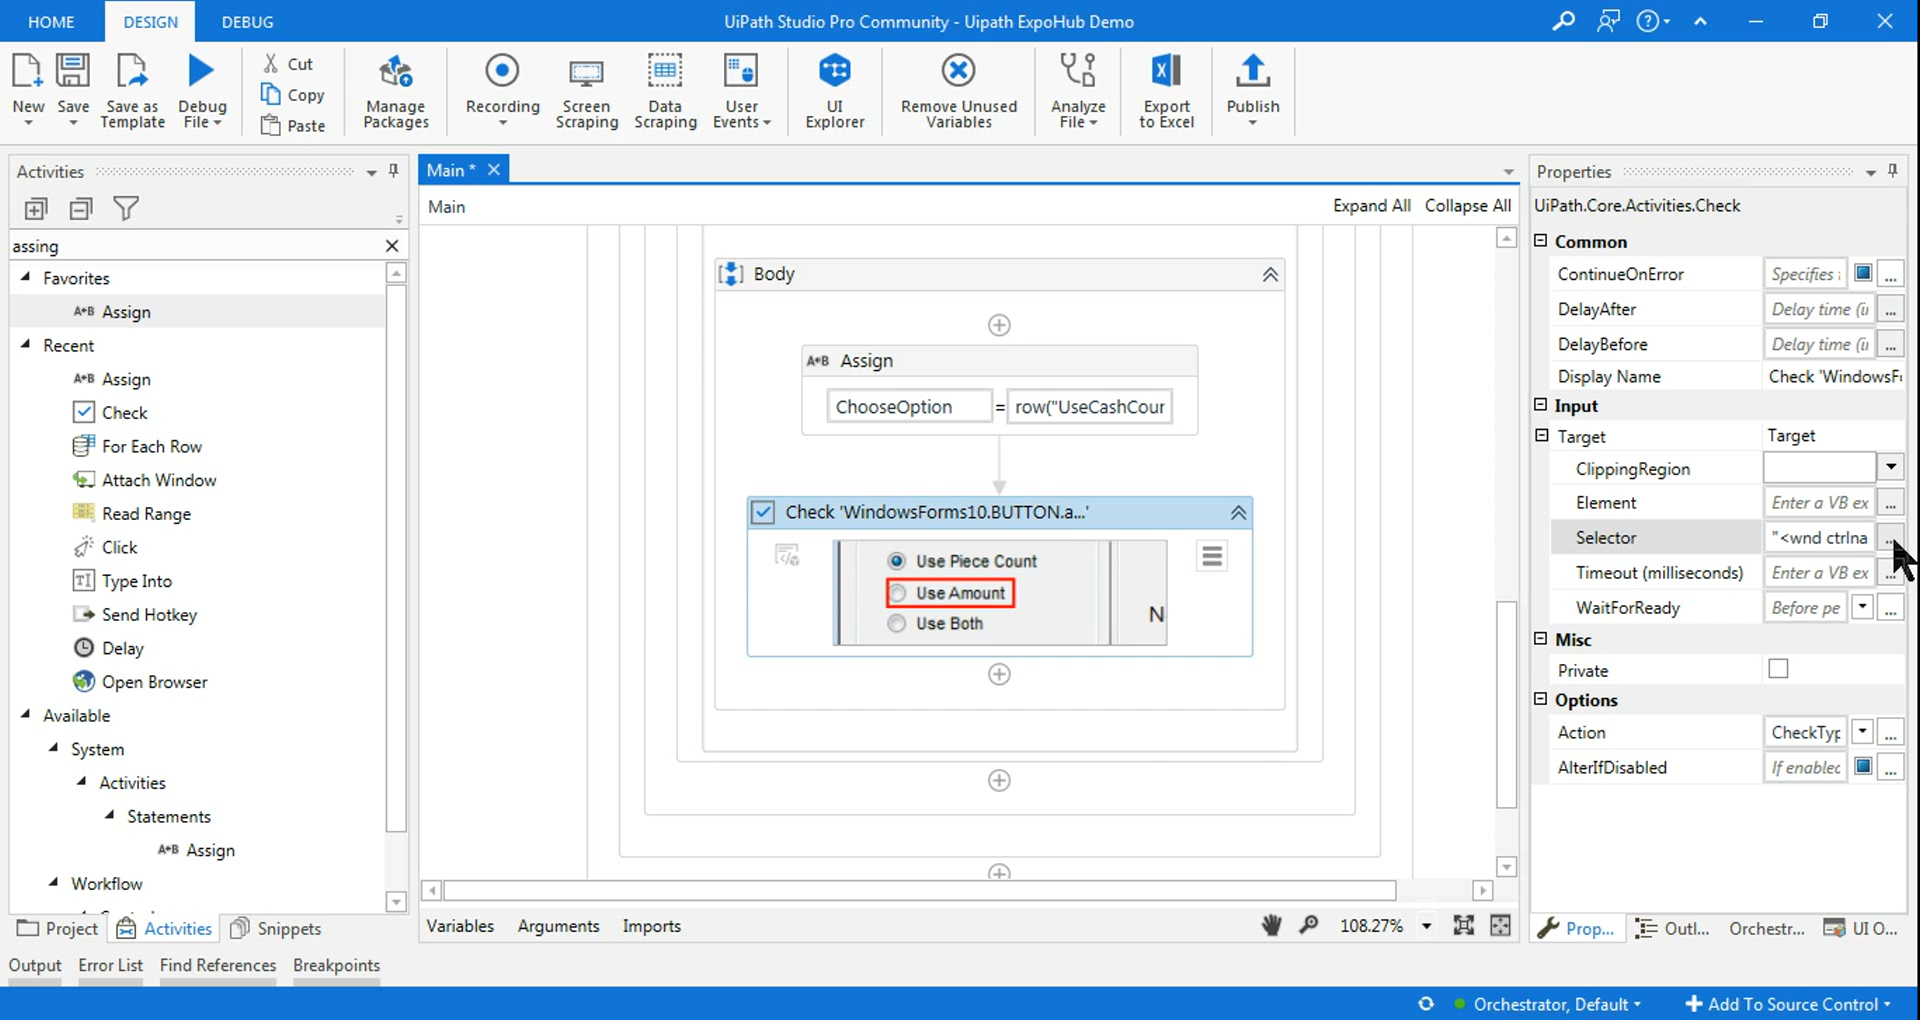 HOME DESIGN DEBUG UiPath Studio Pro Community - Uipath ExpoHub Demo
New Save Save as Template Debug File Cut Copy Paste Manage Packages Recording Screen Scraping Data Scraping User Events UI Explorer Remove Unused Variables Analyze File Export to Excel Publish
Activities
assing
Favorites
Assign
Recent
Assign
Check
For Each Row
Attach Window
Read Range
Click
Type Into
Send Hotkey
Delay
Open Browser
Available
System
Activities
Statements
Assign
Workflow
Project Activities Snippets
Main *
Main Expand All Collapse All
Body
Assign
ChooseOption = row("UseCashCour
Check 'WindowsForms10.BUTTON.a...'
Use Piece Count
Use Amount
N
Use Both
Variables Arguments Imports 108.27%
Properties
UiPath.Core.Activities.Check
Common
ContinueOnError Specifies
DelayAfter Delay time (
DelayBefore Delay time (
Display Name Check 'WindowsF
Input
Target Target
ClippingRegion
Element Enter a VB ex
Selector "<wnd ctrlna
Timeout (milliseconds) Enter a VB ex
WaitForReady Before pe
Misc
Private
Options
Action CheckTyp
AlterIfDisabled If enablec
Prop... Outl... Orchestr... UI O...
Output Error List Find References Breakpoints
Orchestrator, Default Add To Source Control